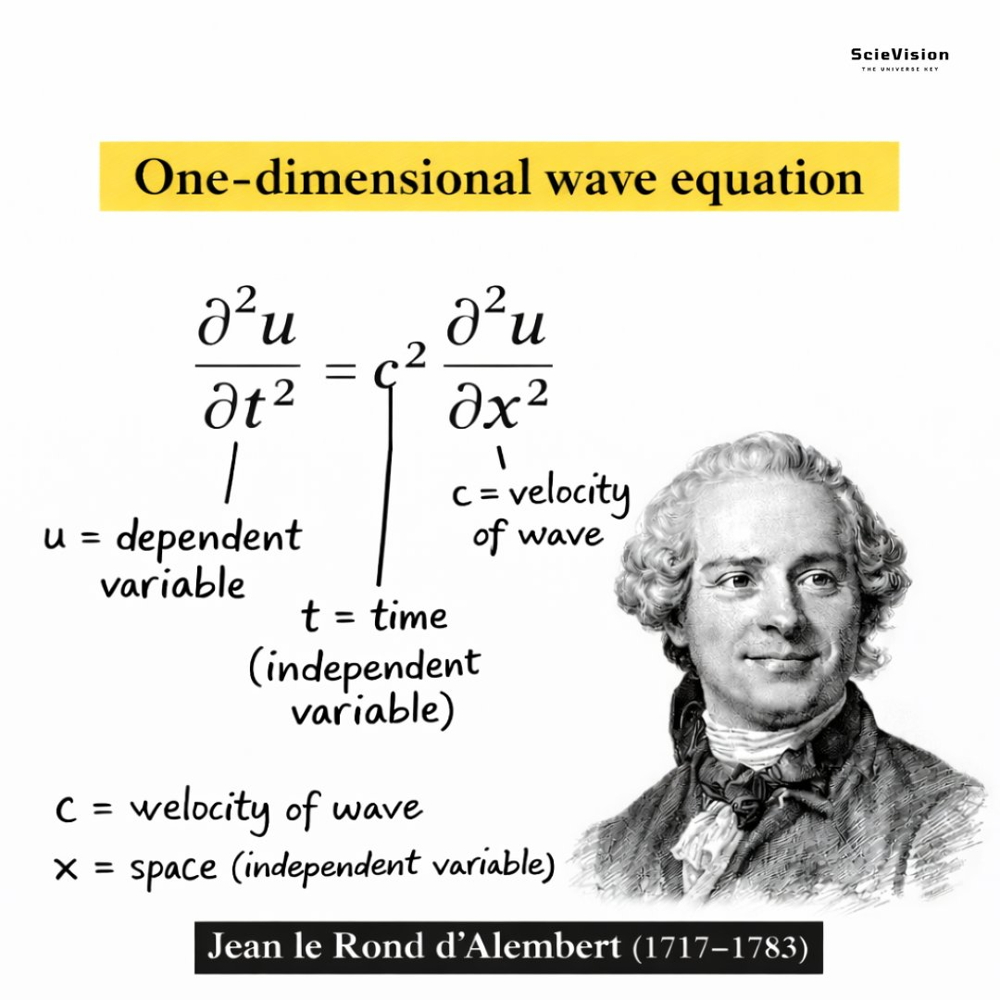 ScieVision
THE UNIVERSE KEY
One-dimensional wave equation
∂²u/∂t² = c² ∂²u/∂x²
c = velocity
of wave
u = dependent
variable
t = time
(independent
variable)
c = welocity of wave
x = space (independent variable)
Jean le Rond d’Alembert (1717–1783)